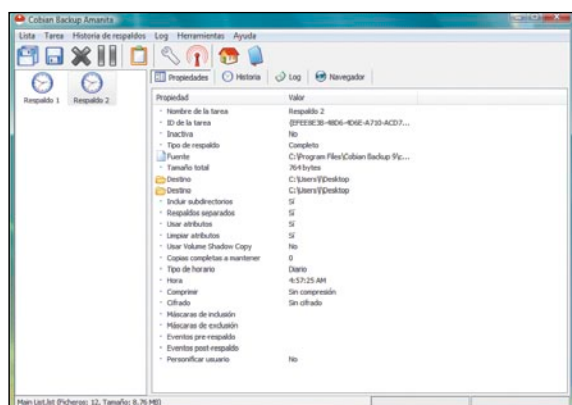 Cobian Backup Amanita
Lista Tarea Historia de respaldos Log Herramientas Ayuda
Propiedades Historia Log Navegador
Respaldo 1 Respaldo 2
Propiedad Valor
Nombre de la tarea Respaldo 2
ID de la tarea
Inactiva No
Tipo de respaldo Completo
Fuente C:\Program Files\Cobian Backup 9\c...
Tamaño total 764 bytes
Destino C:\Users\l\Desktop
Destino C:\Users\l\Desktop
Incluir subdirectorios Sí
Respaldos separados Sí
Usar atributos Sí
Limpiar atributos Sí
Usar Volume Shadow Copy No
Copias completas a mantener 0
Tipo de horario Diario
Hora 4:57:25 AM
Comprimir Sin compresión
Cifrado Sin cifrado
Máscaras de inclusión
Máscaras de exclusión
Eventos pre-respaldo
Eventos post-respaldo
Personificar usuario No
Main List.lst (Ficheros: 12, Tamaño: 8.76 MB)